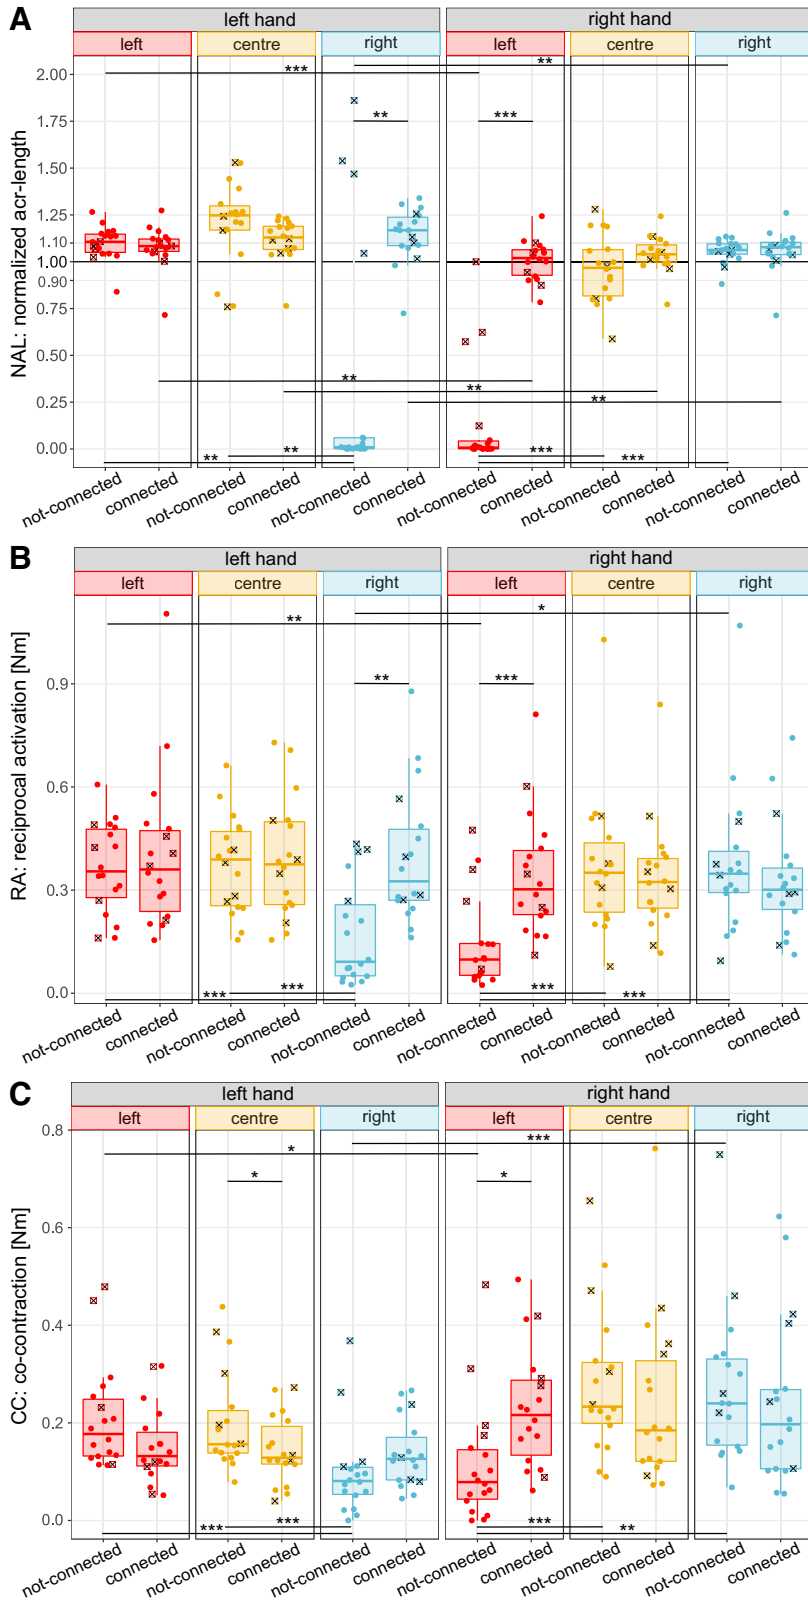 A
left hand
right hand
left
centre
right
left
centre
right
NAL: normalized acr-length
2.00
1.75
1.50
1.25
1.10
1.00
0.90
0.75
0.50
0.25
0.00
***
**
**
***
**
**
**
**
**
***
***
not-connected
connected
not-connected
connected
not-connected
connected
not-connected
connected
not-connected
connected
not-connected
connected
B
left hand
right hand
left
centre
right
left
centre
right
RA: reciprocal activation [Nm]
0.9
0.6
0.3
0.0
**
*
**
***
***
***
***
***
not-connected
connected
not-connected
connected
not-connected
connected
not-connected
connected
not-connected
connected
not-connected
connected
C
left hand
right hand
left
centre
right
left
centre
right
CC: co-contraction [Nm]
0.8
0.6
0.4
0.2
0.0
***
*
*
*
***
***
***
**
not-connected
connected
not-connected
connected
not-connected
connected
not-connected
connected
not-connected
connected
not-connected
connected